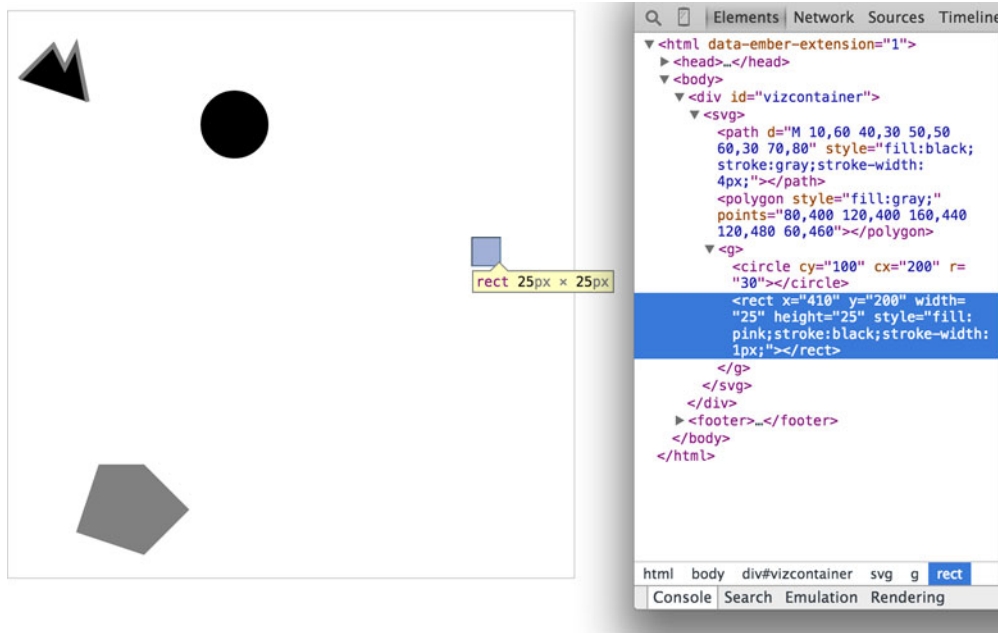 Elements Network Sources Timeline
<html data-ember-extension="1">
<head>…</head>
<body>
<div id="vizcontainer">
<svg>
<path d="M 10,60 40,30 50,50
60,30 70,80" style="fill:black;
stroke:gray;stroke-width:
4px;"></path>
<polygon style="fill:gray;"
points="80,400 120,400 160,440
120,480 60,460"></polygon>
<g>
<circle cy="100" cx="200" r=
"30"></circle>
rect 25px × 25px
<rect x="410" y="200" width=
"25" height="25" style="fill:
pink;stroke:black;stroke-width:
1px;"></rect>
</g>
</svg>
</div>
<footer>…</footer>
</body>
</html>
html body div#vizcontainer svg g rect
Console Search Emulation Rendering